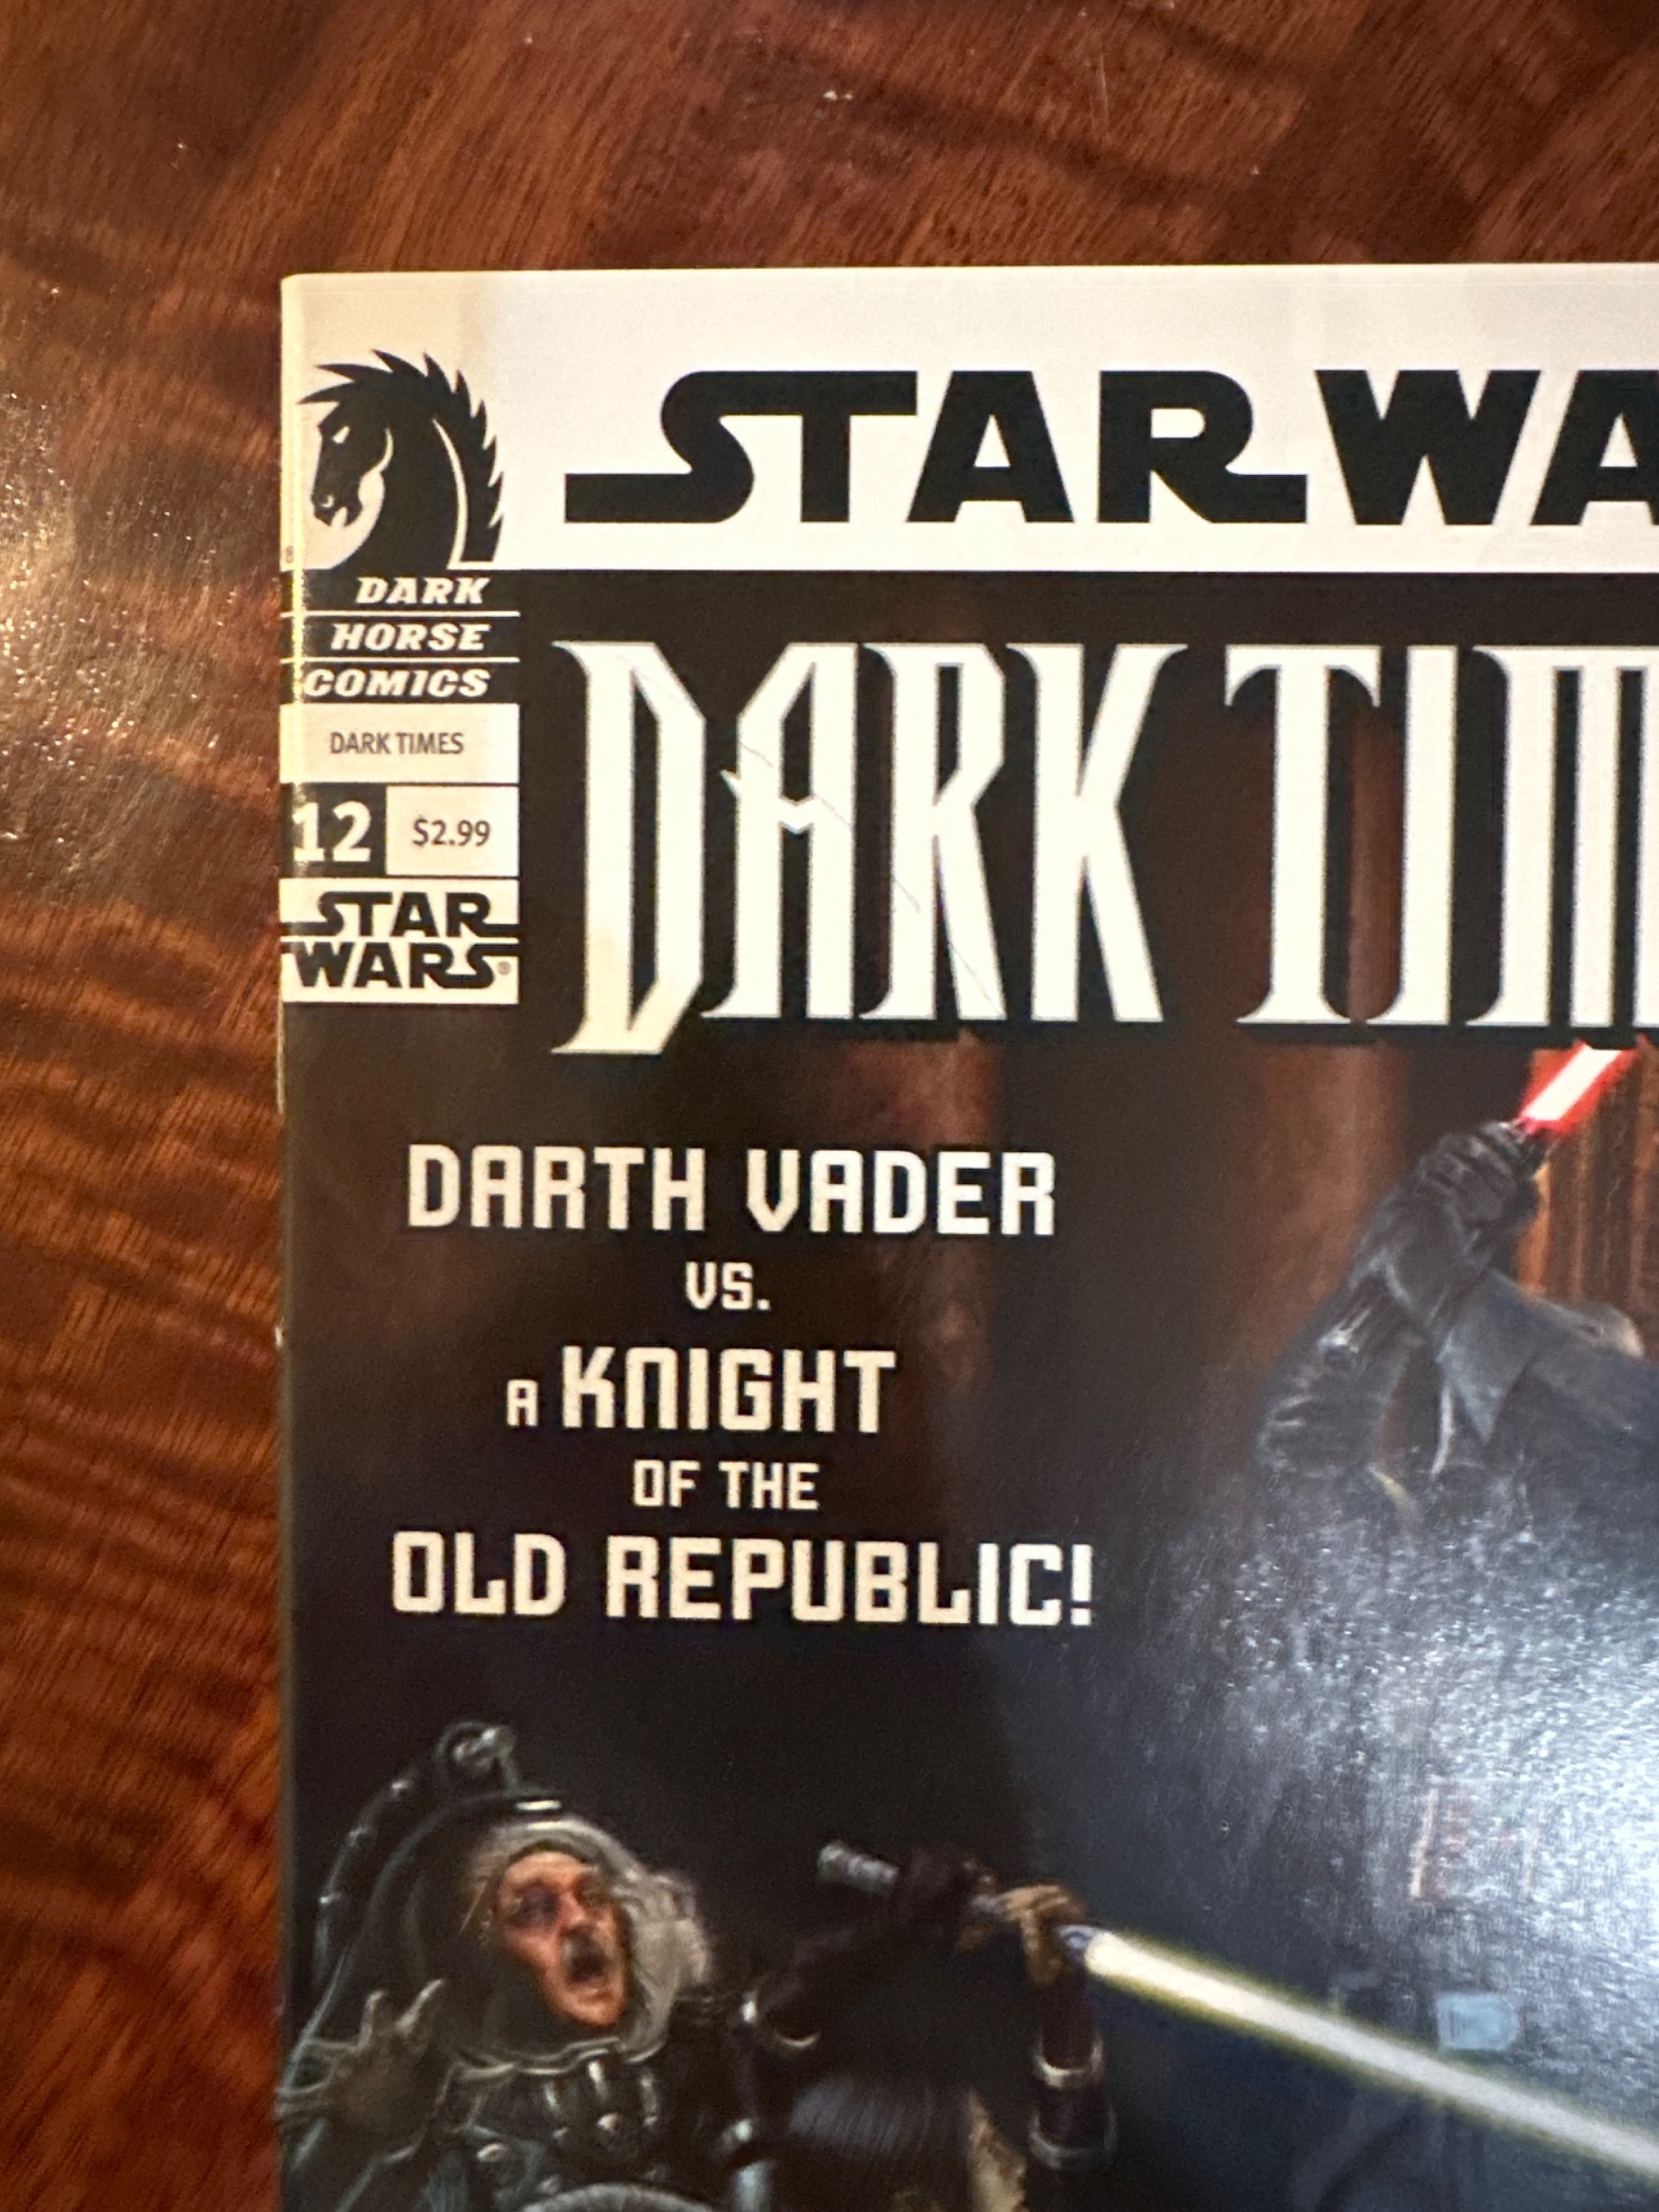 STAR WA
DARK
HORSE
COMICS
DARK TIMES
12 $2.99
STAR
WARS®
DARK TIM
DARTH VADER
VS.
A KNIGHT
OF THE
OLD REPUBLIC!